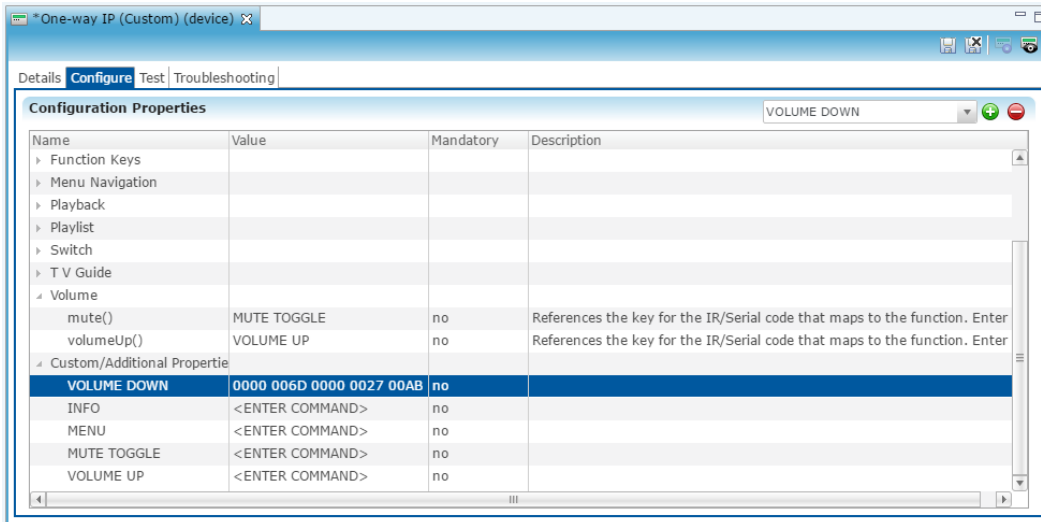 *One-way IP (Custom) (device)
Details Configure Test Troubleshooting
Configuration Properties VOLUME DOWN
Name Value Mandatory Description
Function Keys
Menu Navigation
Playback
Playlist
Switch
T V Guide
Volume
mute() MUTE TOGGLE no References the key for the IR/Serial code that maps to the function. Enter
volumeUp() VOLUME UP no References the key for the IR/Serial code that maps to the function. Enter
Custom/Additional Propertie
VOLUME DOWN 0000 006D 0000 0027 00AB no
INFO <ENTER COMMAND> no
MENU <ENTER COMMAND> no
MUTE TOGGLE <ENTER COMMAND> no
VOLUME UP <ENTER COMMAND> no